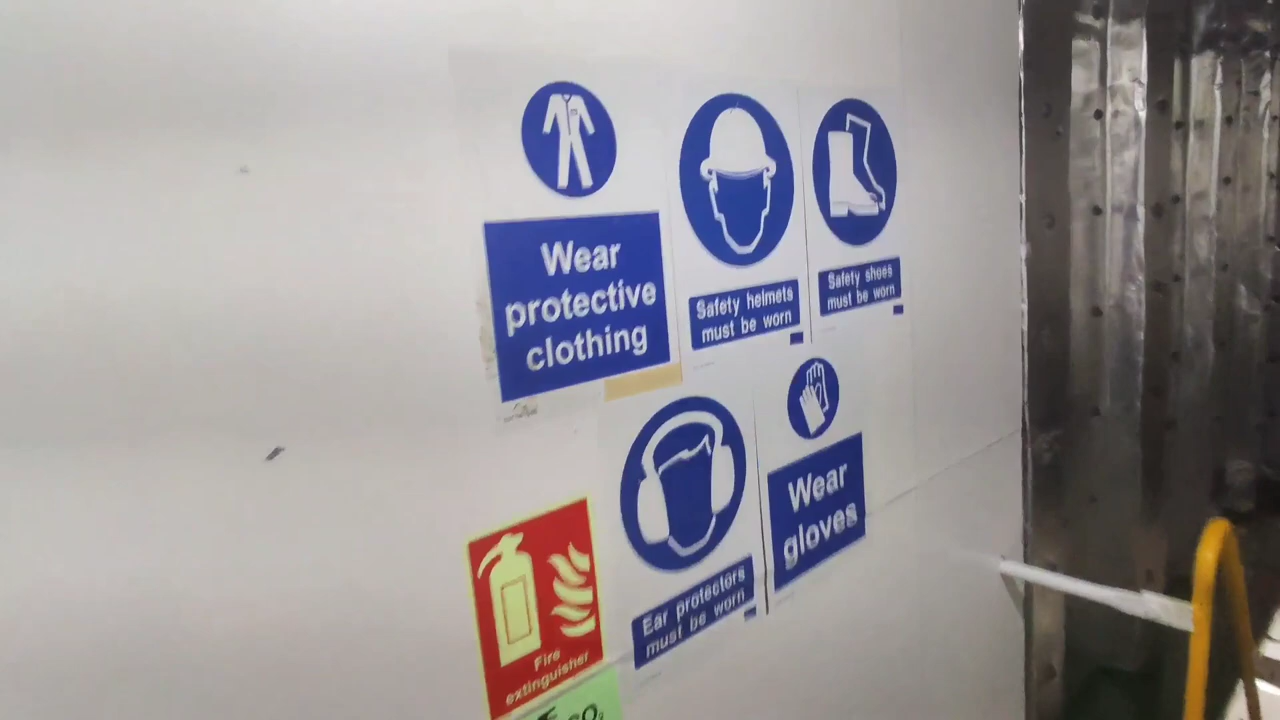 Wear
protective
clothing
Safety helmets
must be worn
Safety shoes
must be worn
Ear protectors
must be worn
Wear
gloves
Fire
extinguisher